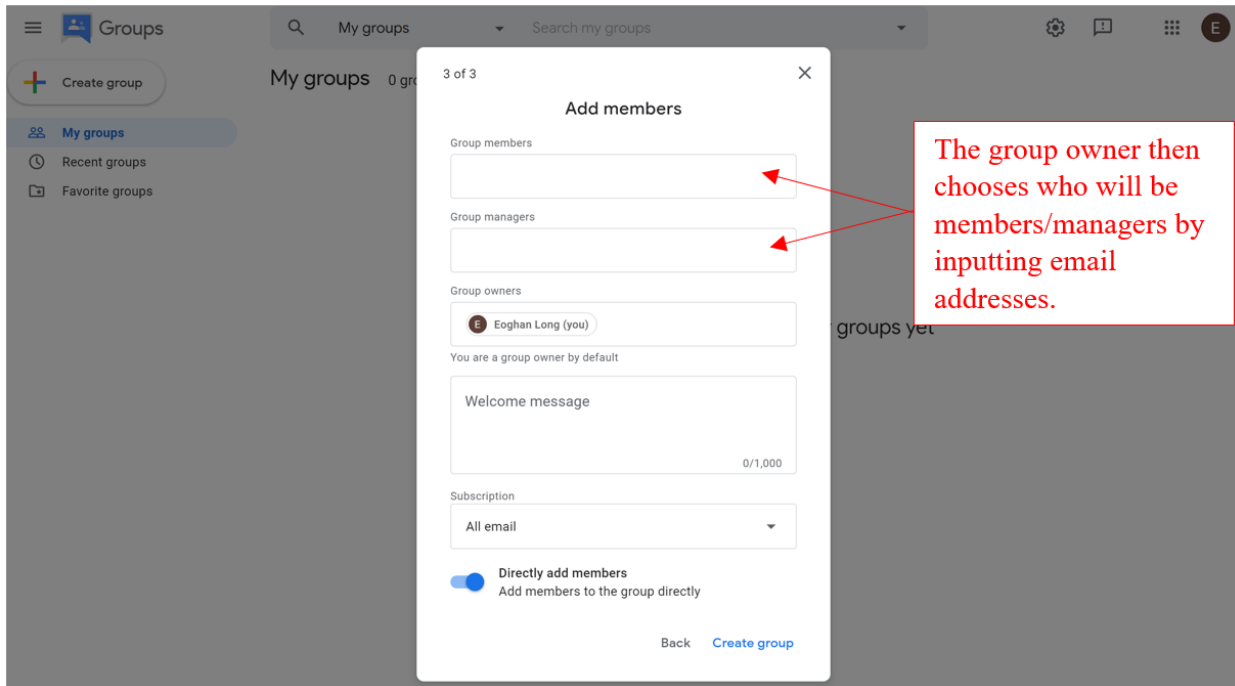 Groups
My groups
Search my groups
E
Create group
My groups 0 gro
My groups
Recent groups
Favorite groups
3 of 3
Add members
Group members
Group managers
Group owners
E Eoghan Long (you)
You are a group owner by default
Welcome message
0/1,000
Subscription
All email
Directly add members
Add members to the group directly
Back Create group
groups yet
The group owner then
chooses who will be
members/managers by
inputting email
addresses.